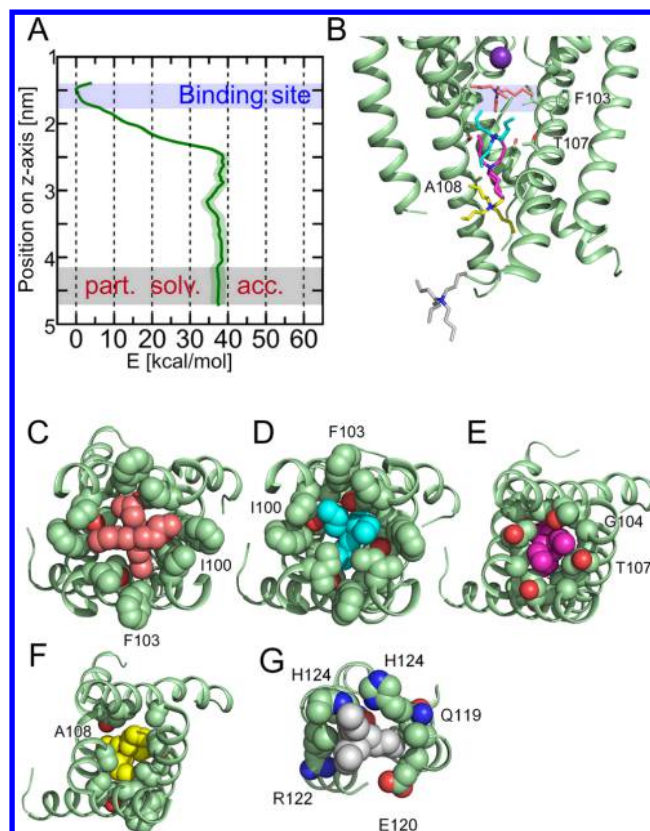 A
B
Position on z-axis [nm]
1
2
3
4
5
Binding site
part. solv. acc.
0 10 20 30 40 50 60
E [kcal/mol]
F103
T107
A108
C
D
E
F103
I100
G104
I100
T107
F103
F
G
H124
H124
A108
Q119
R122
E120